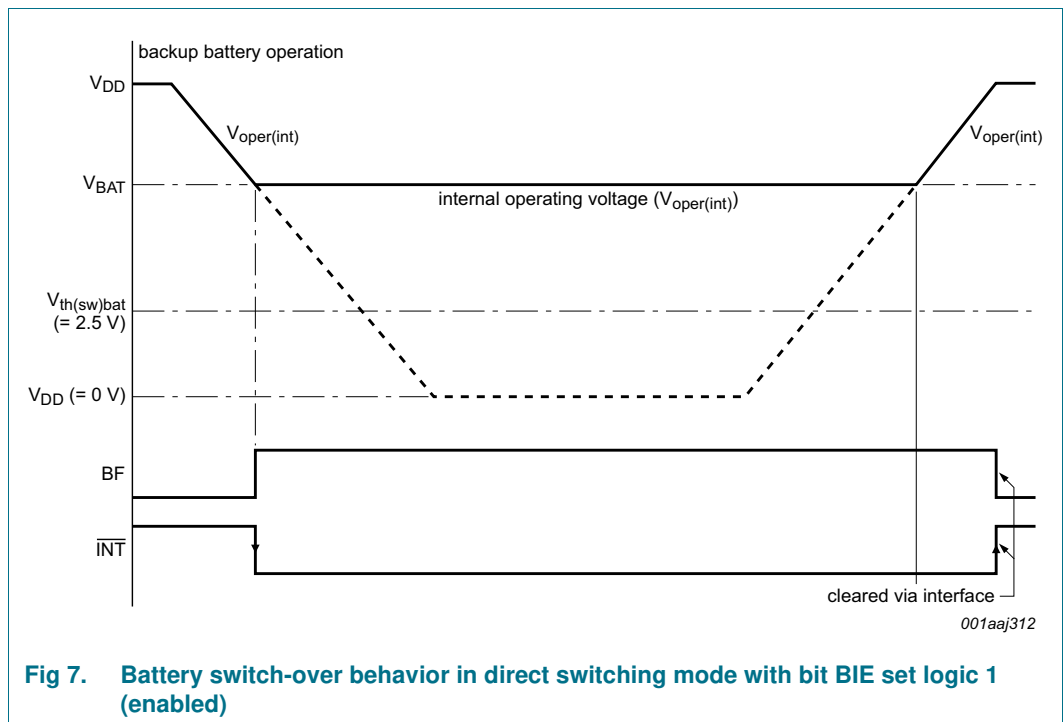 backup battery operation
VDD
Voper(int)
Voper(int)
VBAT
internal operating voltage (Voper(int))
Vth(sw)bat
(= 2.5 V)
VDD (= 0 V)
BF
INT
cleared via interface
001aaj312
Fig 7. Battery switch-over behavior in direct switching mode with bit BIE set logic 1
(enabled)